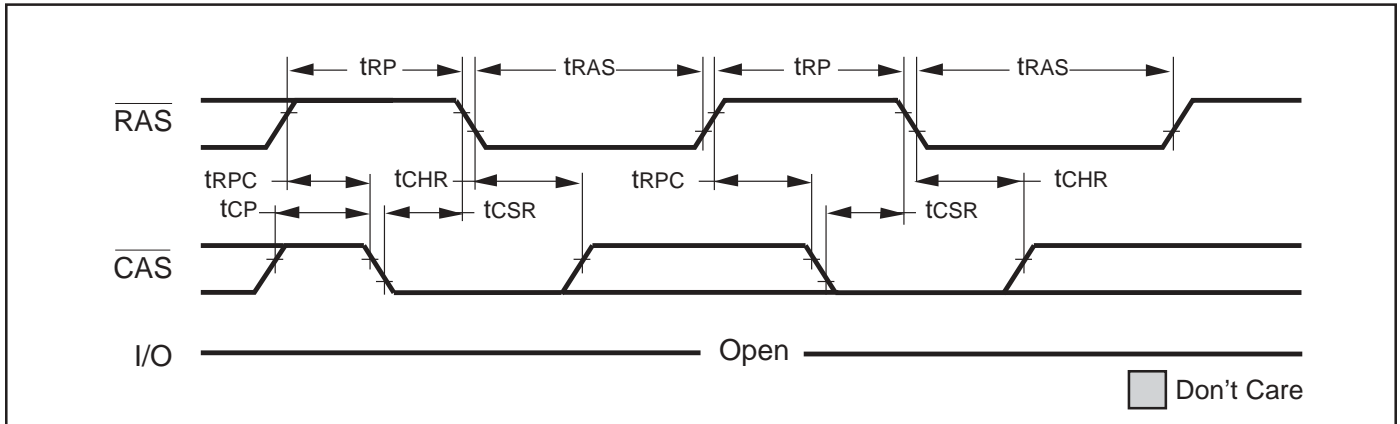 tRP tRAS tRP tRAS
RAS
tRPC tCHR tRPC tCHR
tCP tCSR tCSR
CAS
I/O Open
Don't Care